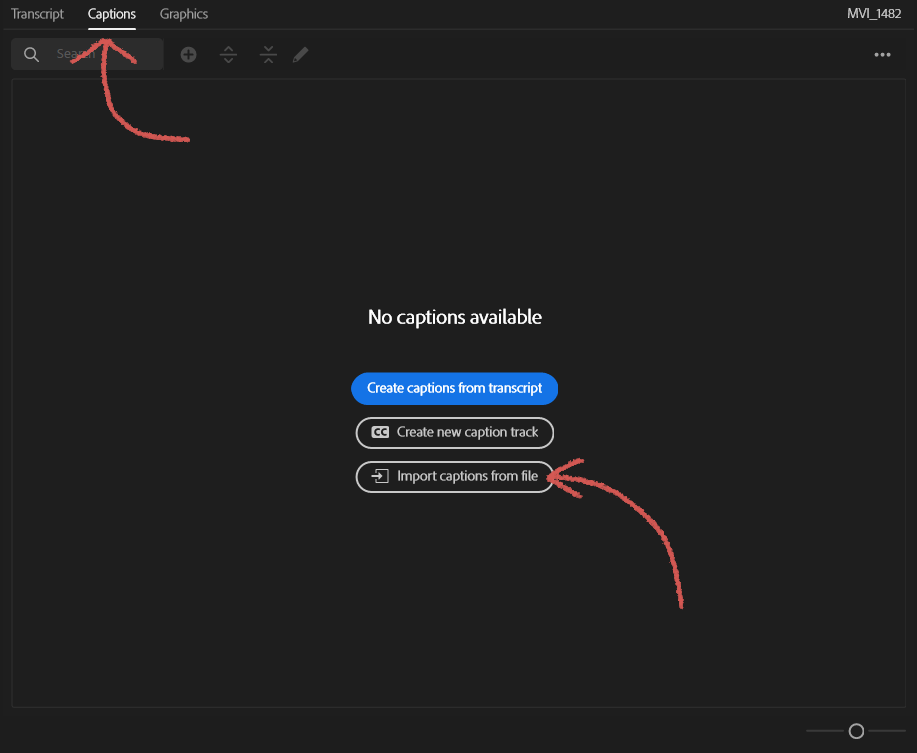 Transcript Captions Graphics MVI_1482
Search
No captions available
Create captions from transcript
CC Create new caption track
Import captions from file